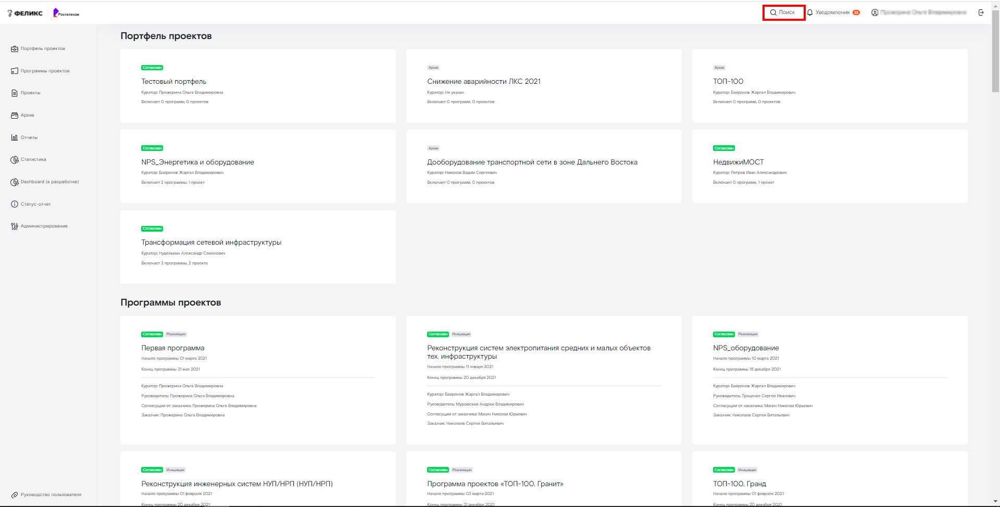 ФЕЛИКС
Ростелеком
Поиск
Уведомления 11
Портфель проектов
Программы проектов
Проекты
Архив
Отчеты
Статистика
Dashboard (в разработке)
Статус-отчет
Администрирование
Руководство пользователя
Портфель проектов
Согласован
Тестовый портфель
Куратор: Прожерина Ольга Владимировна
Включает 0 программ, 0 проектов
Архив
Снижение аварийности ЛКС 2021
Куратор: Не указан
Включает 0 программ, 0 проектов
Архив
ТОП-100
Куратор: Байронов Жаргал Владимирович
Включает 0 программ, 0 проектов
Согласован
NPS_Энергетика и оборудование
Куратор: Байронов Жаргал Владимирович
Включает 2 программы, 1 проект
Архив
Дооборудование транспортной сети в зоне Дальнего Востока
Куратор: Никонов Вадим Сергеевич
Включает 0 программ, 0 проектов
Согласован
НедвижиМОСТ
Куратор: Петров Иван Александрович
Включает 0 программ, 1 проект
Согласован
Трансформация сетевой инфраструктуры
Куратор: Нудельман Александр Семенович
Включает 3 программы, 2 проекта
Программы проектов
Согласован Реализация
Первая программа
Начало программы 01 марта 2021
Конец программы 31 мая 2021
Куратор: Прожерина Ольга Владимировна
Руководитель: Прожерина Ольга Владимировна
Согласущий от заказчика: Прожерина Ольга Владимировна
Заказчик: Прожерина Ольга Владимировна
Согласован Инициация
Реконструкция систем электропитания средних и малых объектов
тех. инфраструктуры
Начало программы 11 января 2021
Конец программы 20 декабря 2021
Куратор: Байронов Жаргал Владимирович
Руководитель: Муромский Андрей Владимирович
Согласущий от заказчика: Масич Николай Юрьевич
Заказчик: Николаев Сергей Витальевич
Согласован Реализация
NPS_оборудование
Начало программы 10 марта 2021
Конец программы 15 декабря 2021
Куратор: Байронов Жаргал Владимирович
Руководитель: Троценко Сергей Иванович
Согласущий от заказчика: Масич Николай Юрьевич
Заказчик: Николаев Сергей Витальевич
Согласован Инициация
Реконструкция инженерных систем НУП/НРП (НУП/НРП)
Начало программы 01 февраля 2021
Конец программы 20 декабря 2021
Согласован Реализация
Программа проектов «ТОП-100. Гранит»
Начало программы 03 марта 2021
Конец программы 31 декабря 2021
Согласован Инициация
ТОП-100. Гранд
Начало программы 01 февраля 2021
Конец программы 20 декабря 2021